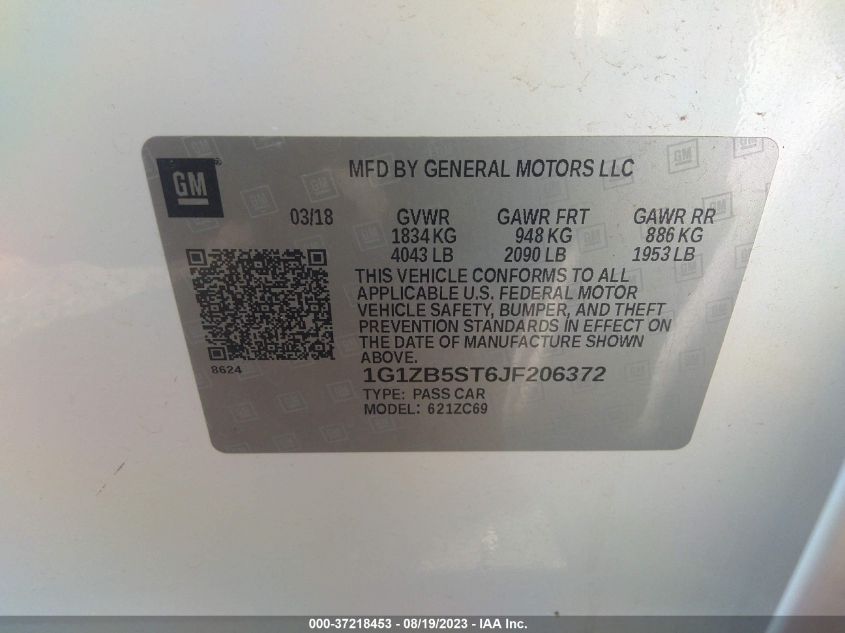 GM
MFD BY GENERAL MOTORS LLC
03/18 GVWR GAWR FRT GAWR RR
1834 KG 948 KG 886 KG
4043 LB 2090 LB 1953 LB
THIS VEHICLE CONFORMS TO ALL
APPLICABLE U.S. FEDERAL MOTOR
VEHICLE SAFETY, BUMPER, AND THEFT
PREVENTION STANDARDS IN EFFECT ON
THE DATE OF MANUFACTURE SHOWN
ABOVE.
8624
1G1ZB5ST6JF206372
TYPE: PASS CAR
MODEL: 621ZC69
000-37218453 - 08/19/2023 - IAA Inc.